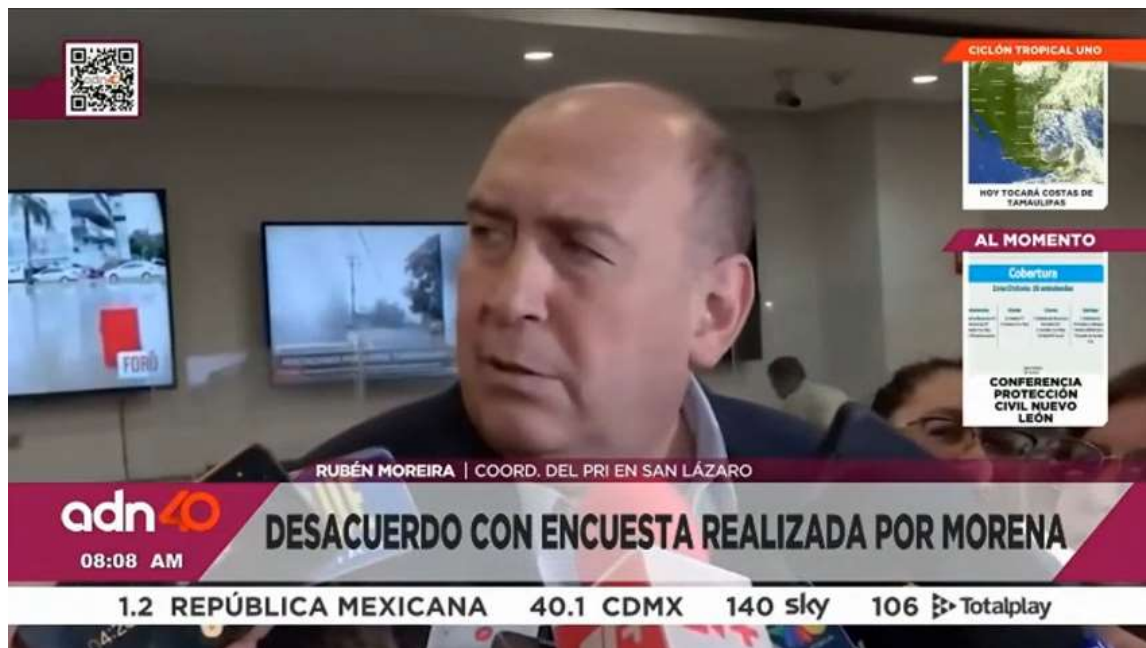 adn40
CICLÓN TROPICAL UNO
HOY TOCARÁ COSTAS DE
TAMAULIPAS
AL MOMENTO
Cobertura
CONFERENCIA
PROTECCIÓN
CIVIL NUEVO
LEÓN
FORO
RUBÉN MOREIRA | COORD. DEL PRI EN SAN LÁZARO
adn40
DESACUERDO CON ENCUESTA REALIZADA POR MORENA
08:08 AM
1.2 REPÚBLICA MEXICANA 40.1 CDMX 140 sky 106 Totalplay